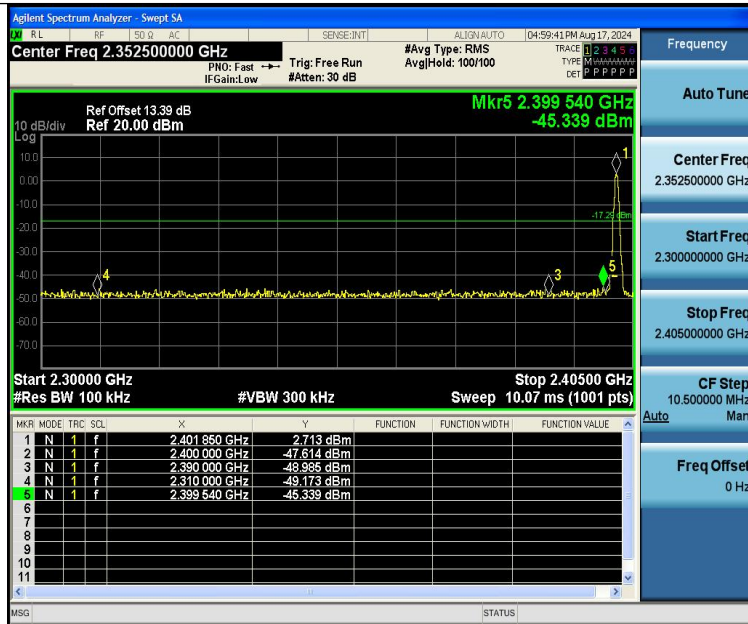 Agilent Spectrum Analyzer - Swept SA
LXI RL RF 50 Ω AC SENSE:INT ALIGN AUTO 04:59:41 PM Aug 17, 2024
Center Freq 2.352500000 GHz
PNO: Fast
IFGain:Low
Trig: Free Run
#Atten: 30 dB
#Avg Type: RMS
Avg|Hold: 100/100
TRACE 1 2 3 4 5 6
TYPE M
DET P P P P P P
Ref Offset 13.39 dB
10 dB/div Ref 20.00 dBm
Log
Mkr5 2.399 540 GHz
-45.339 dBm
10.0
0.00
-10.0
-20.0
-30.0
-40.0
-50.0
-60.0
-70.0
1
4
3
5
Start 2.30000 GHz Stop 2.40500 GHz
#Res BW 100 kHz #VBW 300 kHz Sweep 10.07 ms (1001 pts)
MKR MODE TRC SCL X Y FUNCTION FUNCTION WIDTH FUNCTION VALUE
1 N 1 f 2.401 850 GHz 2.713 dBm
2 N 1 f 2.400 000 GHz -47.614 dBm
3 N 1 f 2.390 000 GHz -48.985 dBm
4 N 1 f 2.310 000 GHz -49.173 dBm
5 N 1 f 2.399 540 GHz -45.339 dBm
6
7
8
9
10
11
MSG STATUS
Frequency
Auto Tune
Center Freq
2.352500000 GHz
Start Freq
2.300000000 GHz
Stop Freq
2.405000000 GHz
CF Step
10.500000 MHz
Auto Man
Freq Offset
0 Hz